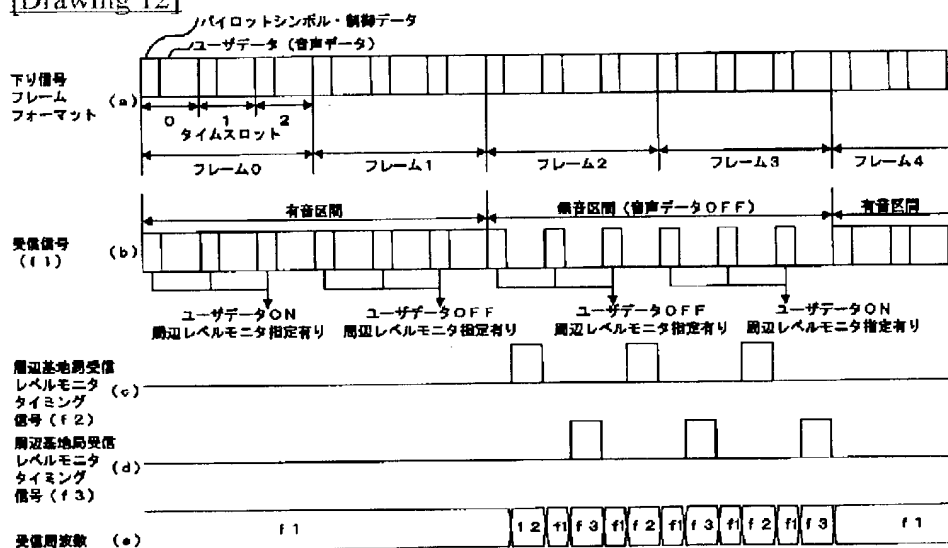 [Drawing 12]
パイロットシンボル・制御データ
ユーザデータ(音声データ)
下り信号
フレーム
フォーマット
(a)
0 1 2
タイムスロット
フレーム0 フレーム1 フレーム2 フレーム3 フレーム4
有音区間 無音区間(音声データOFF) 有音区間
受信信号
(f1)
(b)
ユーザデータON ユーザデータOFF ユーザデータOFF ユーザデータON
周辺レベルモニタ指定有り 周辺レベルモニタ指定有り 周辺レベルモニタ指定有り 周辺レベルモニタ指定有り
周辺基地局受信
レベルモニタ
タイミング
信号(f2)
(c)
周辺基地局受信
レベルモニタ
タイミング
信号(f3)
(d)
受信周波数 (e)
f1 f2 f1 f3 f1 f2 f1 f3 f1 f2 f1 f3 f1